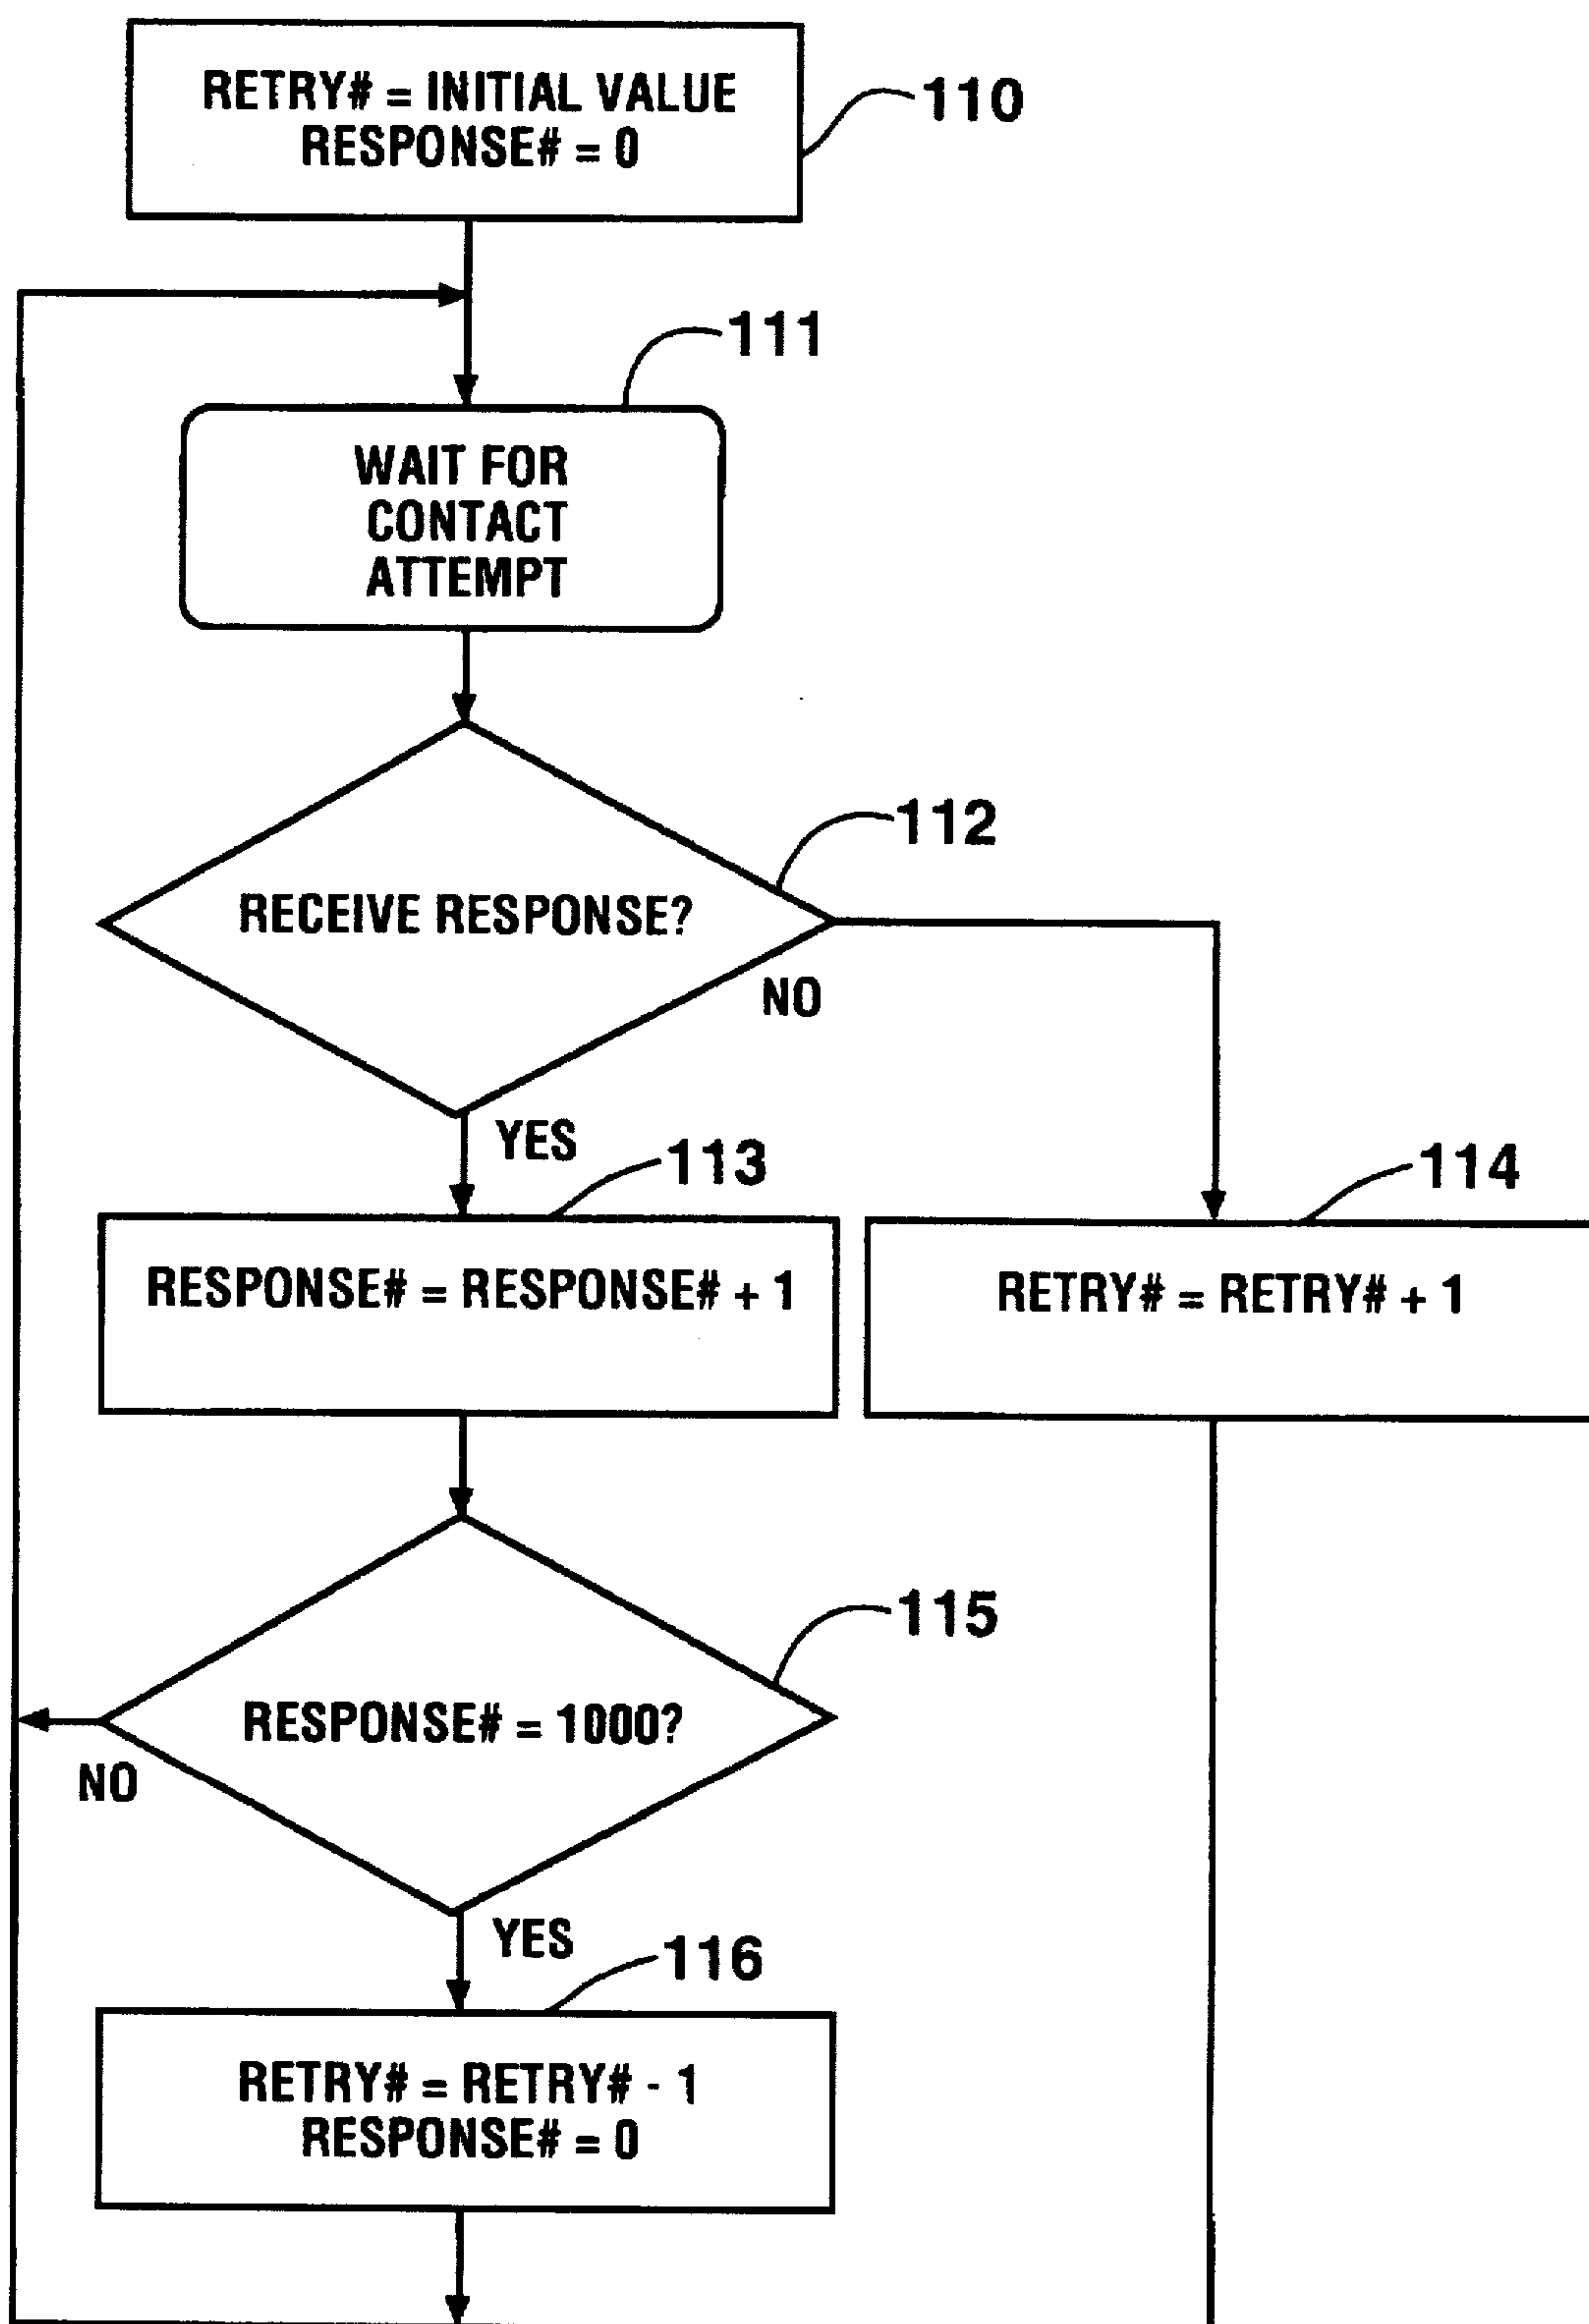 RETRY# = INITIAL VALUE
RESPONSE# = 0
110
111
WAIT FOR
CONTACT
ATTEMPT
112
RECEIVE RESPONSE?
NO
YES
113
114
RESPONSE# = RESPONSE# + 1
RETRY# = RETRY# + 1
115
RESPONSE# = 1000?
NO
YES
116
RETRY# = RETRY# - 1
RESPONSE# = 0